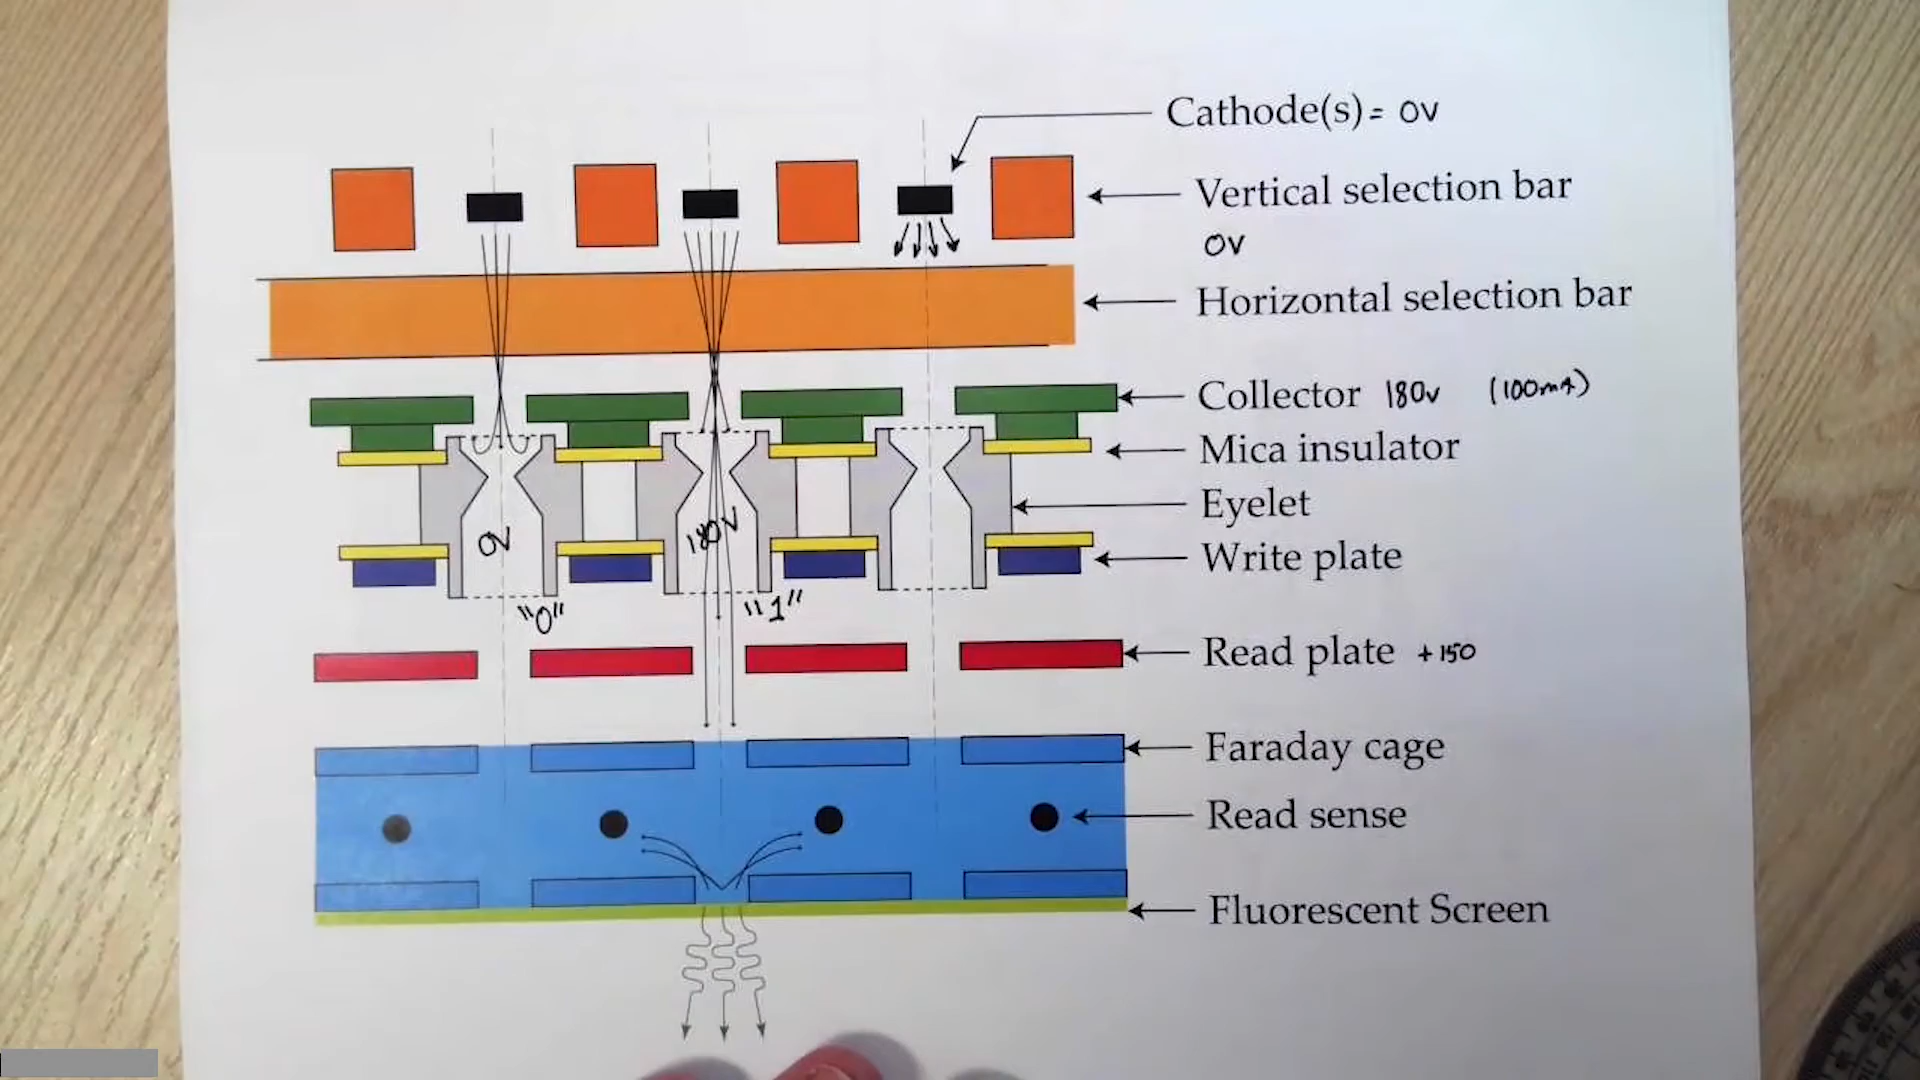 Cathode(s) = 0V
Vertical selection bar
0V
Horizontal selection bar
Collector 180v (100mA)
Mica insulator
Eyelet
Write plate
0V
180V
"0"
"1"
Read plate +150
Faraday cage
Read sense
Fluorescent Screen